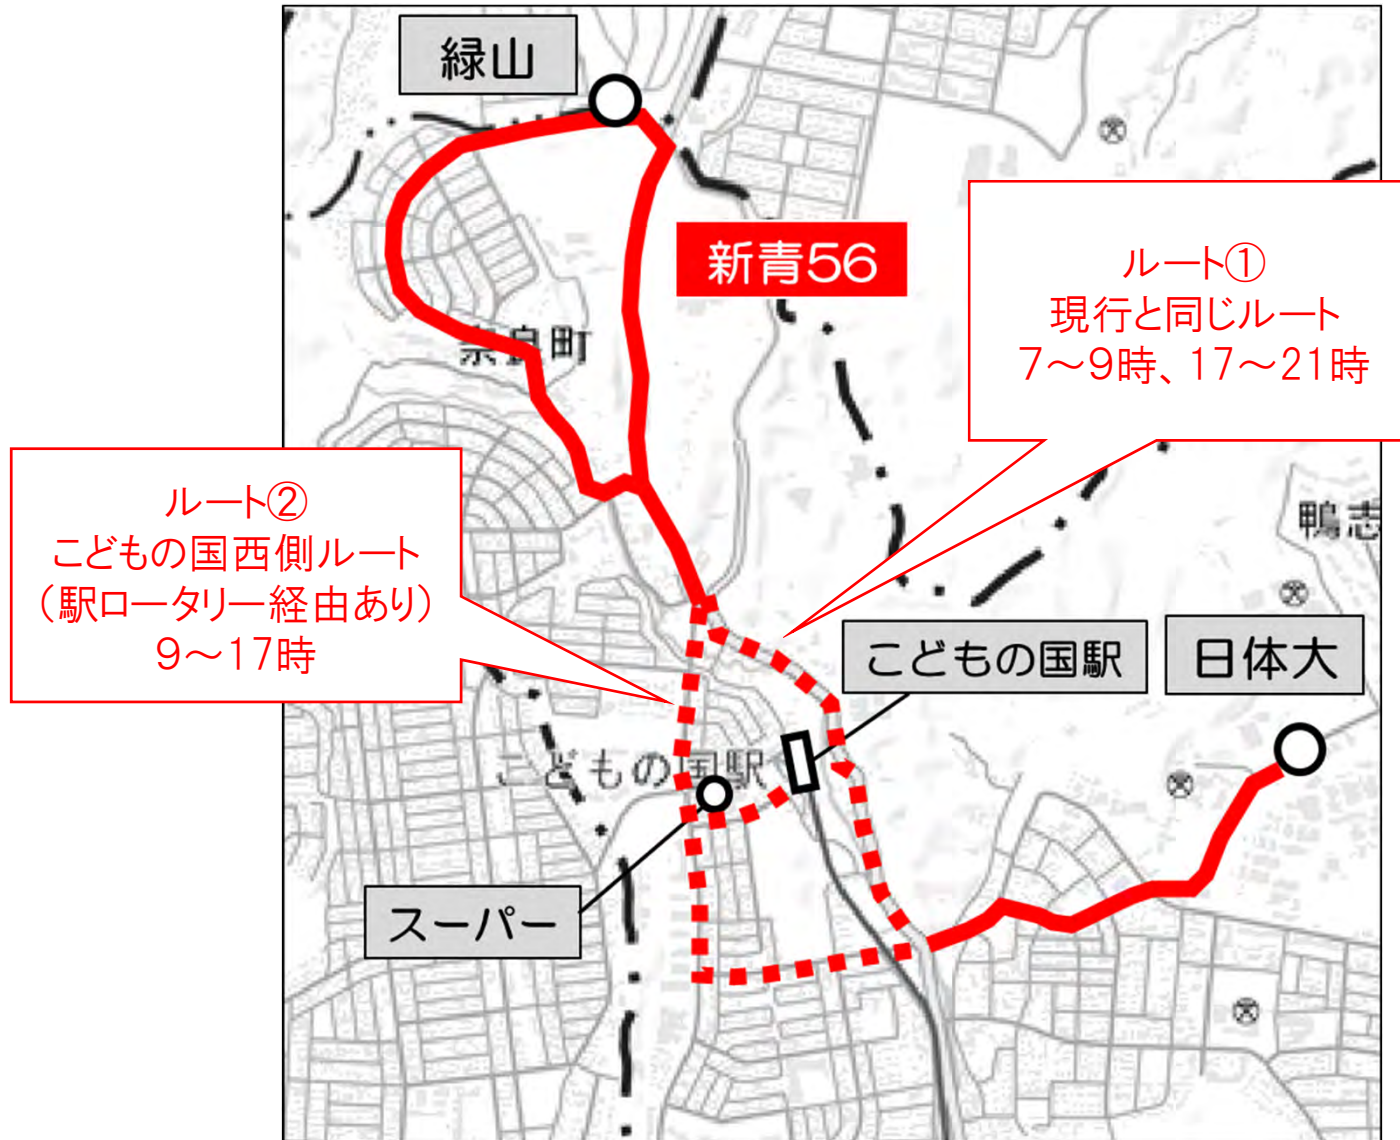 緑山
新青56
ルート①
現行と同じルート
7～9時、17～21時
奈良町
ルート②
こどもの国西側ルート
（駅ロータリー経由あり）
9～17時
鴨志
こどもの国駅
日体大
こどもの国駅
スーパー